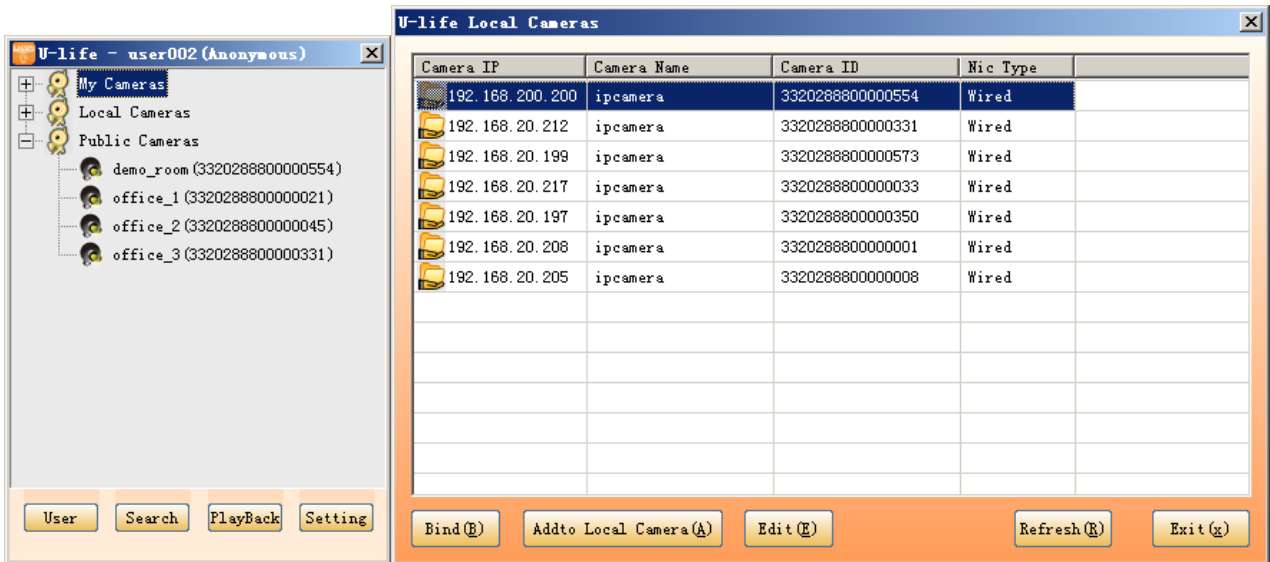 U-life - user002(Anonymous)
My Cameras
Local Cameras
Public Cameras
demo_room(3320288800000554)
office_1(3320288800000021)
office_2(3320288800000045)
office_3(3320288800000331)
User Search PlayBack Setting
U-life Local Cameras
Camera IP Camera Name Camera ID Nic Type
192.168.200.200 ipcamera 3320288800000554 Wired
192.168.20.212 ipcamera 3320288800000331 Wired
192.168.20.199 ipcamera 3320288800000573 Wired
192.168.20.217 ipcamera 3320288800000033 Wired
192.168.20.197 ipcamera 3320288800000350 Wired
192.168.20.208 ipcamera 3320288800000001 Wired
192.168.20.205 ipcamera 3320288800000008 Wired
Bind(B) Addto Local Camera(A) Edit(E) Refresh(R) Exit(x)